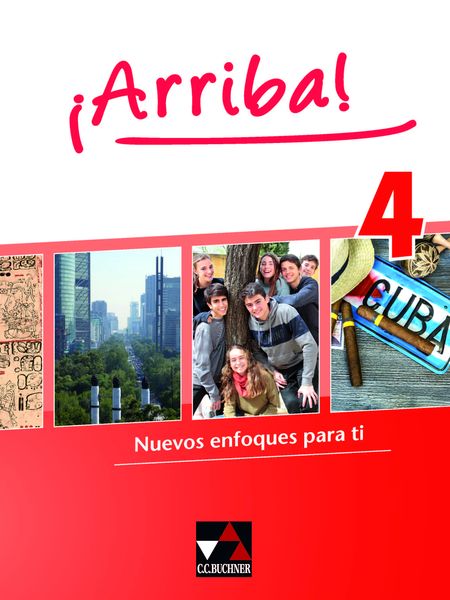 ¡Arriba!
4
CUBA
Nuevos enfoques para ti
C.C.BUCHNER